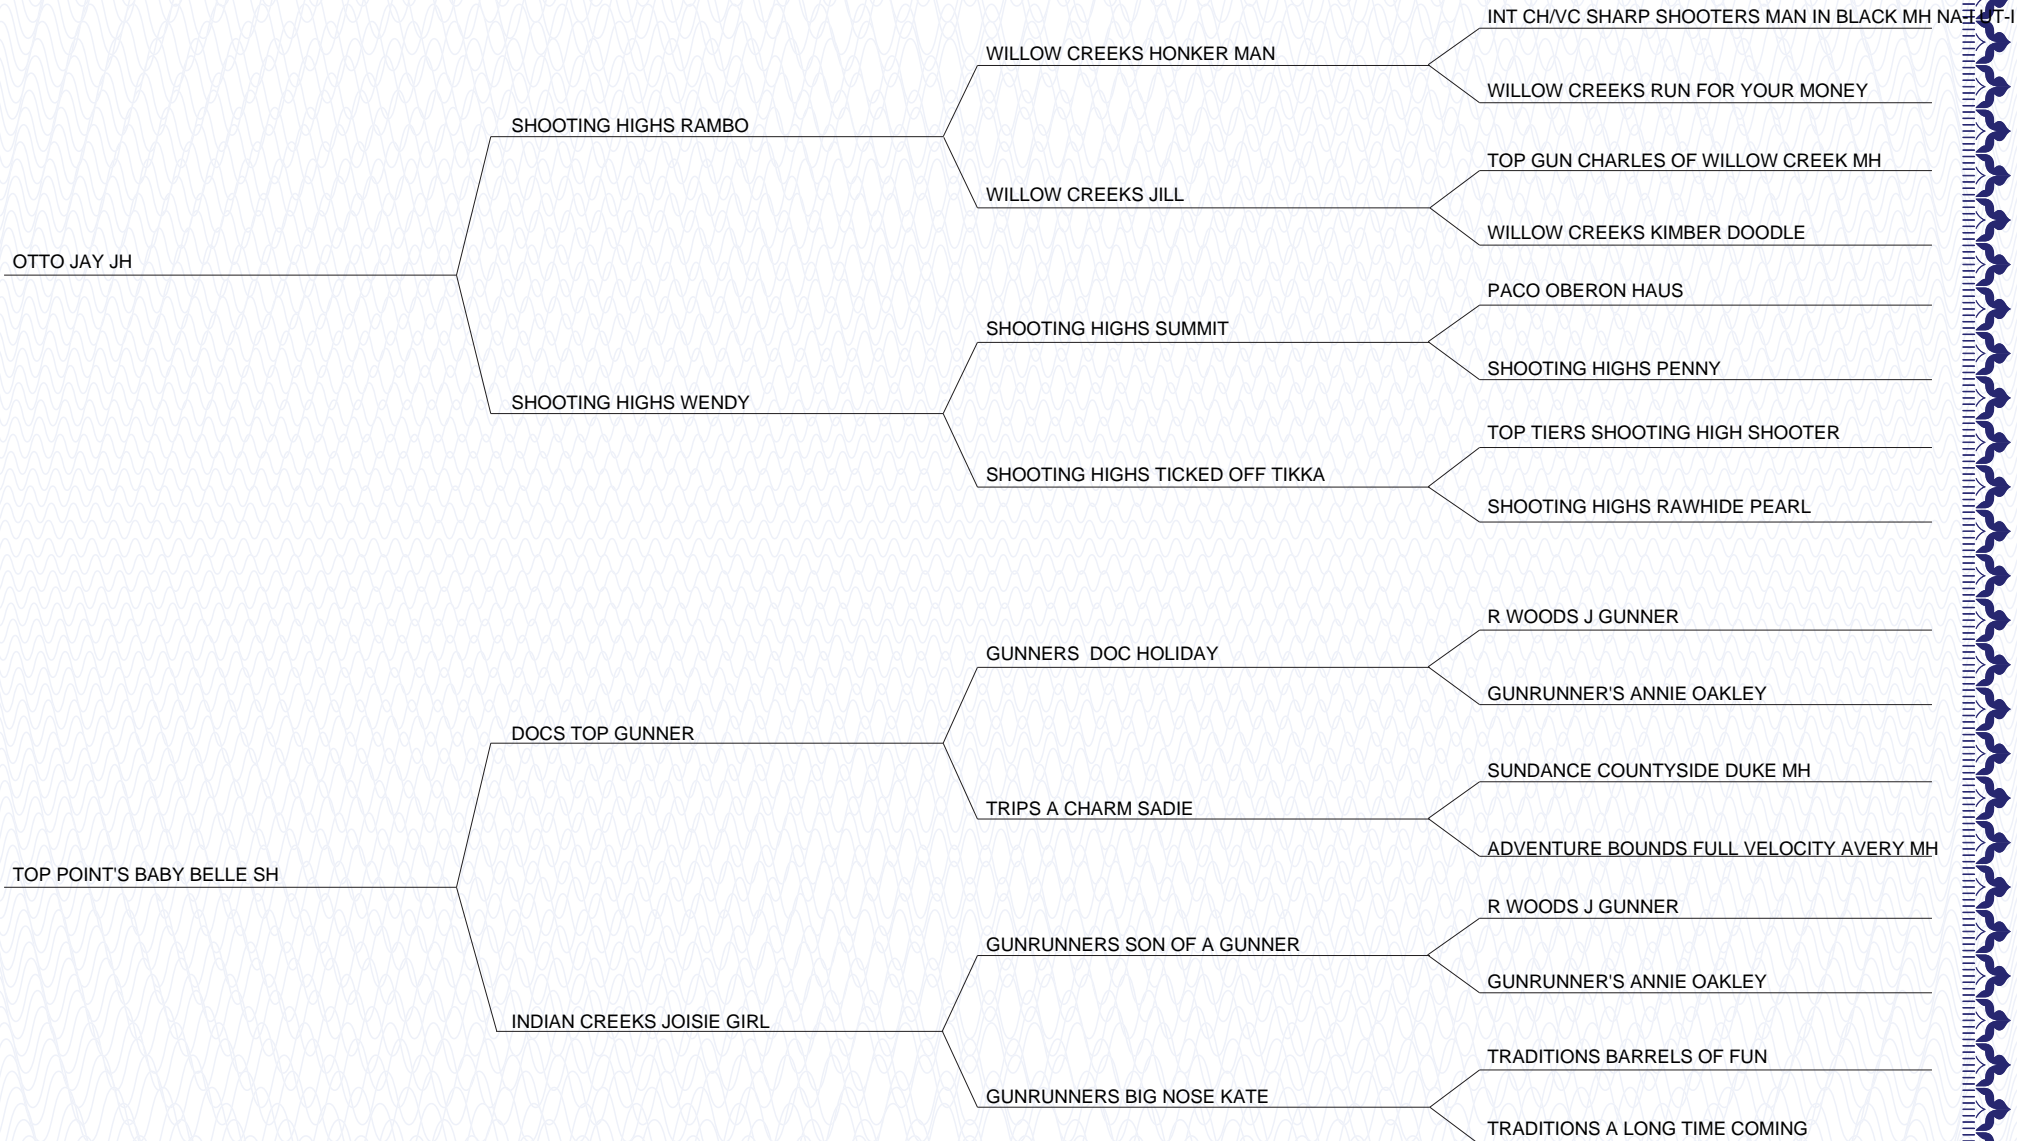 INT CH/VC SHARP SHOOTERS MAN IN BLACK MH NA-I UT-I
WILLOW CREEKS HONKER MAN
WILLOW CREEKS RUN FOR YOUR MONEY
SHOOTING HIGHS RAMBO
TOP GUN CHARLES OF WILLOW CREEK MH
WILLOW CREEKS JILL
WILLOW CREEKS KIMBER DOODLE
OTTO JAY JH
PACO OBERON HAUS
SHOOTING HIGHS SUMMIT
SHOOTING HIGHS PENNY
SHOOTING HIGHS WENDY
TOP TIERS SHOOTING HIGH SHOOTER
SHOOTING HIGHS TICKED OFF TIKKA
SHOOTING HIGHS RAWHIDE PEARL
R WOODS J GUNNER
GUNNERS  DOC HOLIDAY
GUNRUNNER'S ANNIE OAKLEY
DOCS TOP GUNNER
SUNDANCE COUNTYSIDE DUKE MH
TRIPS A CHARM SADIE
ADVENTURE BOUNDS FULL VELOCITY AVERY MH
TOP POINT'S BABY BELLE SH
R WOODS J GUNNER
GUNRUNNERS SON OF A GUNNER
GUNRUNNER'S ANNIE OAKLEY
INDIAN CREEKS JOISIE GIRL
TRADITIONS BARRELS OF FUN
GUNRUNNERS BIG NOSE KATE
TRADITIONS A LONG TIME COMING